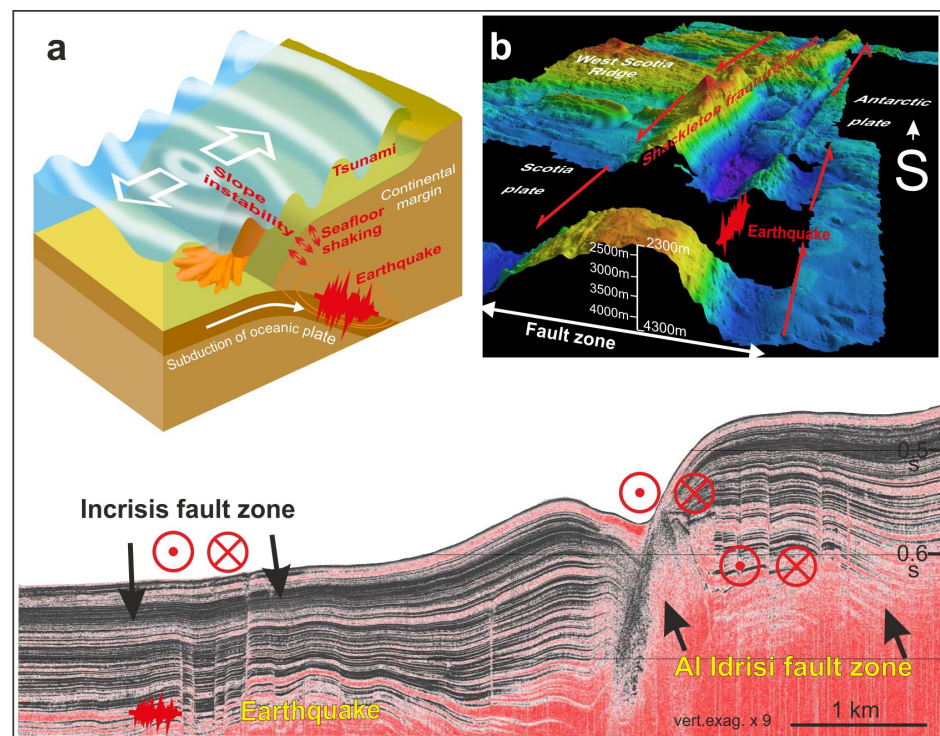 a
Slope
instability
Tsunami
Continental
margin
Seafloor
shaking
Earthquake
Subduction of oceanic plate
b
West Scotia
Ridge
Shackleton fracture zone
Antarctic
plate
S
Scotia
plate
Earthquake
2300m
2500m
3000m
3500m
4000m
4300m
Fault zone
0.5
s
Incrisis fault zone
0.6
s
Al Idrisi fault zone
Earthquake
vert.exag. x 9
1 km